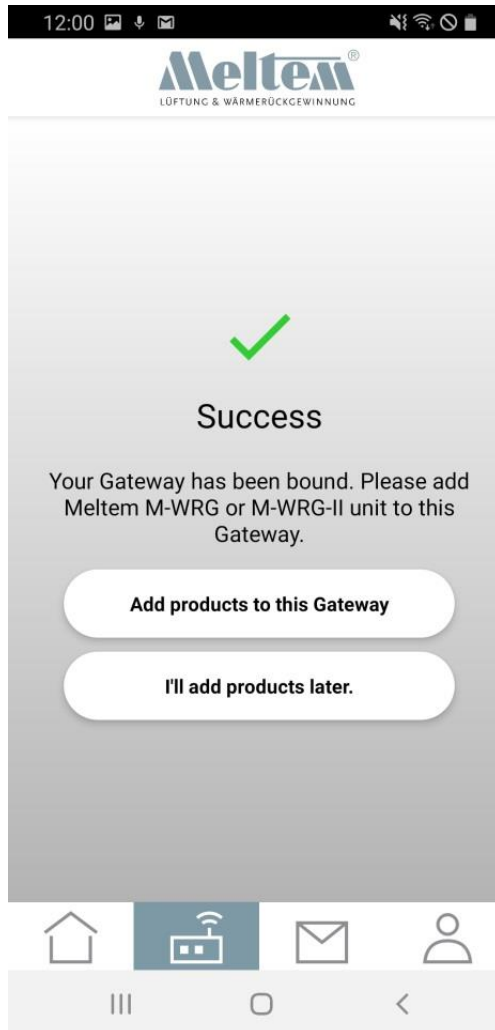 12:00
Meltem®
LÜFTUNG & WÄRMERÜCKGEWINNUNG
Success
Your Gateway has been bound. Please add
Meltem M-WRG or M-WRG-II unit to this
Gateway.
Add products to this Gateway
I'll add products later.